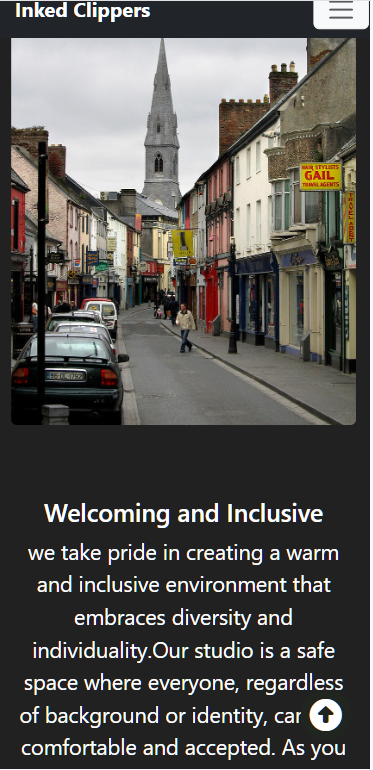 Inked Clippers
HAIR STYLISTS
GAIL
TRAVEL AGENTS
Welcoming and Inclusive
we take pride in creating a warm
and inclusive environment that
embraces diversity and
individuality.Our studio is a safe
space where everyone, regardless
of background or identity, can
comfortable and accepted. As you